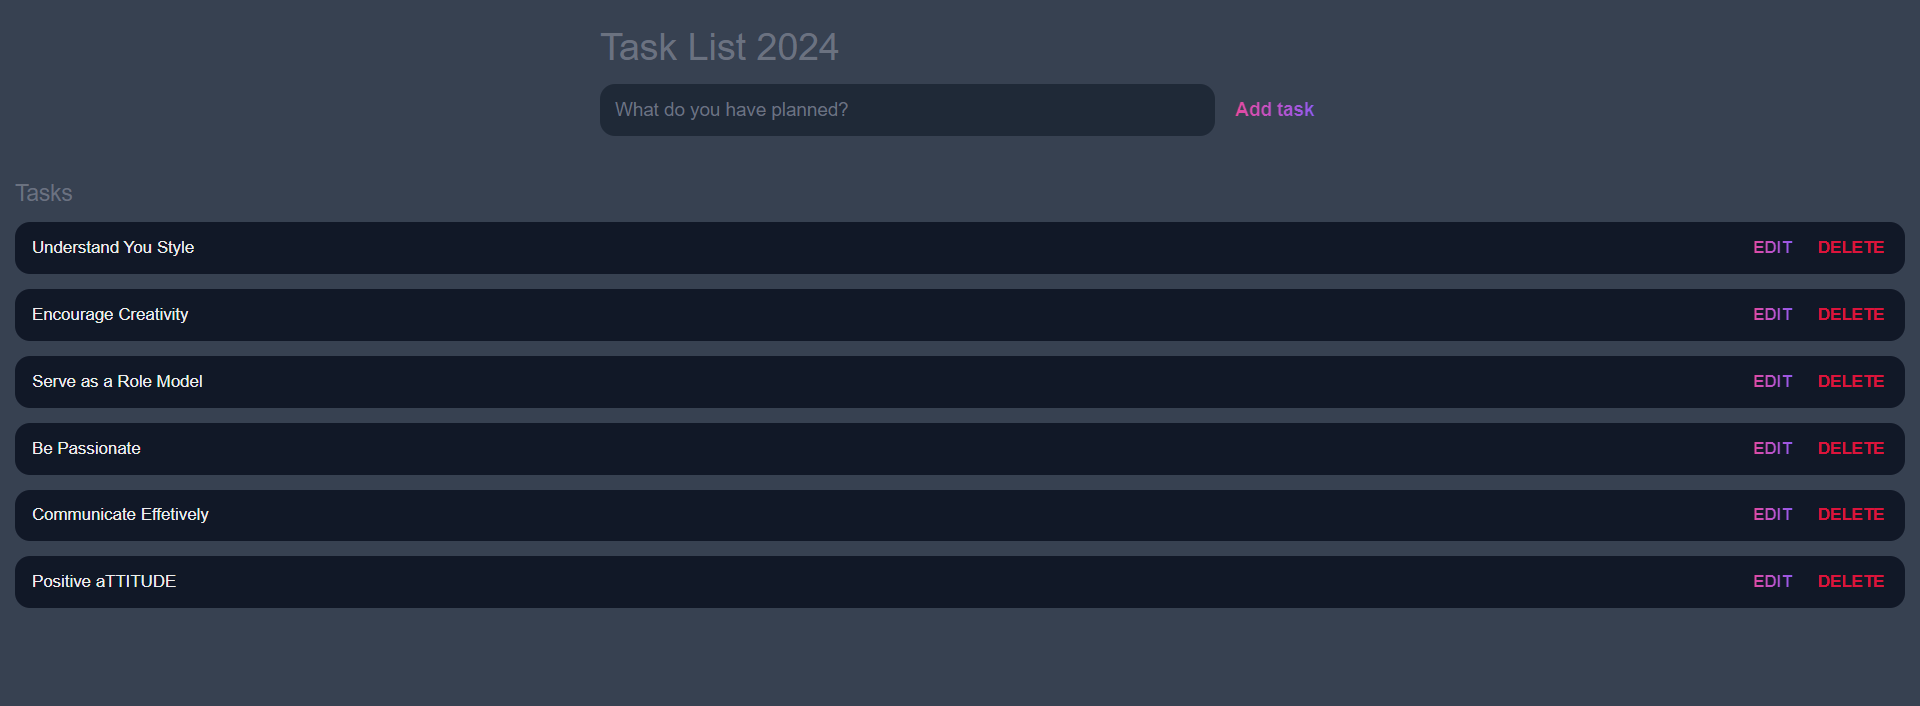 Task List 2024
What do you have planned? Add task
Tasks
Understand You Style EDIT DELETE
Encourage Creativity EDIT DELETE
Serve as a Role Model EDIT DELETE
Be Passionate EDIT DELETE
Communicate Effetively EDIT DELETE
Positive aTTITUDE EDIT DELETE